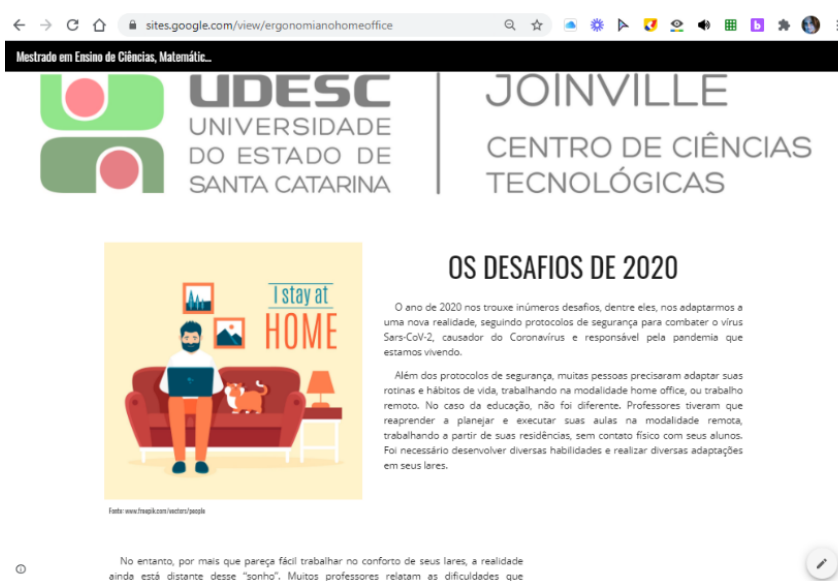 sites.google.com/view/ergonomianohomeoffice
Mestrado em Ensino de Ciências, Matemátic...
UDESC
UNIVERSIDADE
DO ESTADO DE
SANTA CATARINA
JOINVILLE
CENTRO DE CIÊNCIAS
TECNOLÓGICAS
I stay at
HOME
Fonte: www.freepik.com/vectors/people
OS DESAFIOS DE 2020
O ano de 2020 nos trouxe inúmeros desafios, dentre eles, nos adaptarmos a
uma nova realidade, seguindo protocolos de segurança para combater o vírus
Sars-CoV-2, causador do Coronavírus e responsável pela pandemia que
estamos vivendo.
Além dos protocolos de segurança, muitas pessoas precisaram adaptar suas
rotinas e hábitos de vida, trabalhando na modalidade home office, ou trabalho
remoto. No caso da educação, não foi diferente. Professores tiveram que
reaprender a planejar e executar suas aulas na modalidade remota,
trabalhando a partir de suas residências, sem contato físico com seus alunos.
Foi necessário desenvolver diversas habilidades e realizar diversas adaptações
em seus lares.
No entanto, por mais que pareça fácil trabalhar no conforto de seus lares, a realidade
ainda está distante desse "sonho". Muitos professores relatam as dificuldades que